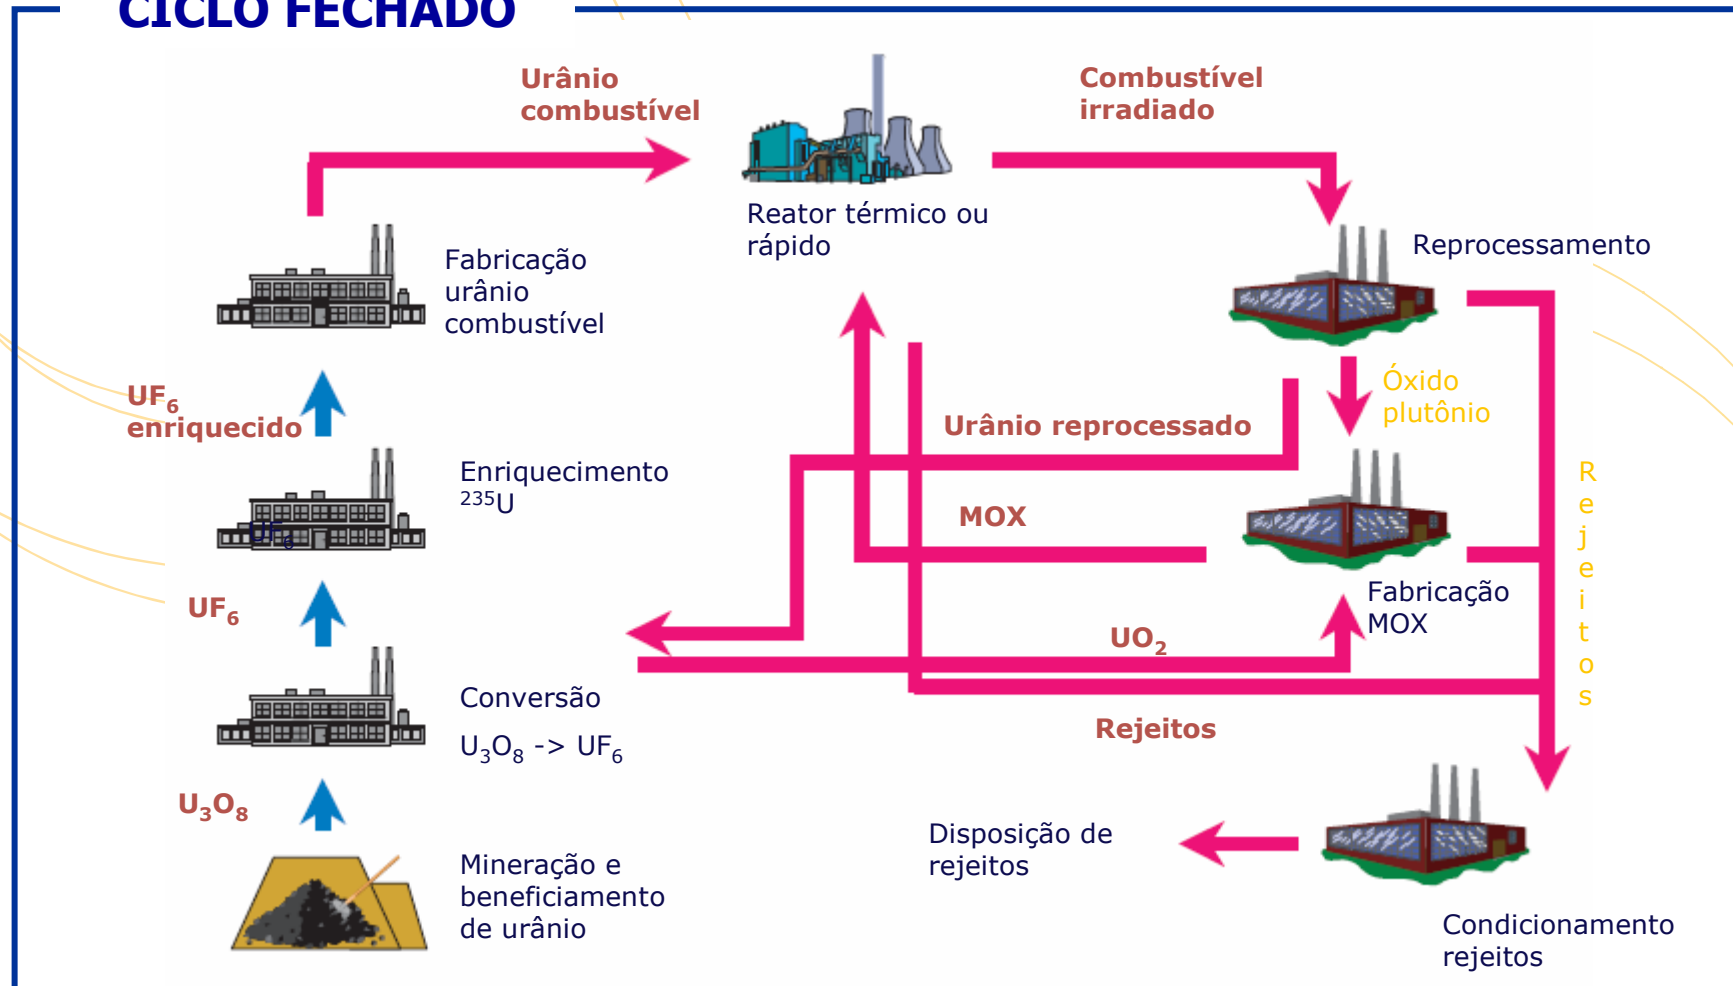 CICLO FECHADO
Urânio
combustível
Combustível
irradiado
Reator térmico ou
rápido
Reprocessamento
Fabricação
urânio
combustível
Óxido
plutônio
UF6
enriquecido
Urânio reprocessado
Enriquecimento
235U
UF6
MOX
R
e
j
e
i
t
o
s
Fabricação
MOX
UF6
UO2
Conversão
U3O8 -> UF6
Rejeitos
U3O8
Disposição de
rejeitos
Mineração e
beneficiamento
de urânio
Condicionamento
rejeitos